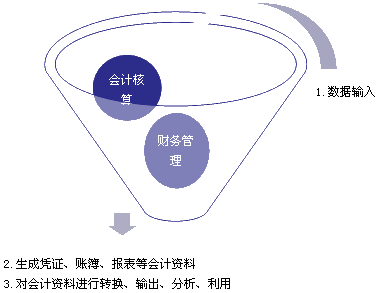 会计核
算
1.数据输入
财务管
理
2.生成凭证、账簿、报表等会计资料
3.对会计资料进行转换、输出、分析、利用